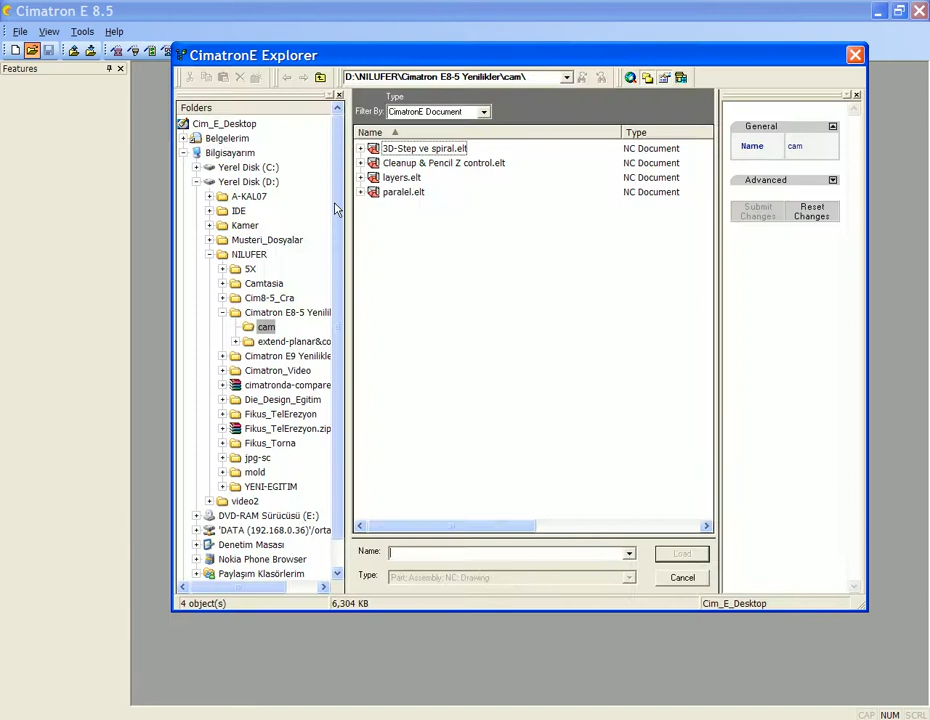 Cimatron E 8.5
File View Tools Help
Features
CimatronE Explorer
D:\NILUFER\Cimatron E8-5 Yenilikler\cam\
Folders
Cim_E_Desktop
Belgelerim
Bilgisayarım
Yerel Disk (C:)
Yerel Disk (D:)
A-KAL07
IDE
Kamer
Musteri_Dosyalar
NILUFER
5X
Camtasia
Cim8-5_Cra
Cimatron E8-5 Yenilil
cam
extend-planar&co
Cimatron E9 Yenilikle
Cimatron_Video
cimatronda-compare
Die_Design_Egitim
Fikus_TelErezyon
Fikus_TelErezyon.zip
Fikus_Torna
jpg-sc
mold
YENI-EGITIM
video2
DVD-RAM Sürücüsü (E:)
'DATA (192.168.0.36)'/orta
Denetim Masası
Nokia Phone Browser
Paylaşım Klasörlerim
Type
Filter By: CimatronE Document
Name Type
3D-Step ve spiral.elt NC Document
Cleanup & Pencil Z control.elt NC Document
layers.elt NC Document
paralel.elt NC Document
Name: Load
Type: Part; Assembly; NC; Drawing Cancel
General
Name cam
Advanced
Submit Changes
Reset Changes
4 object(s) 6,304 KB Cim_E_Desktop
CAP NUM SCRL